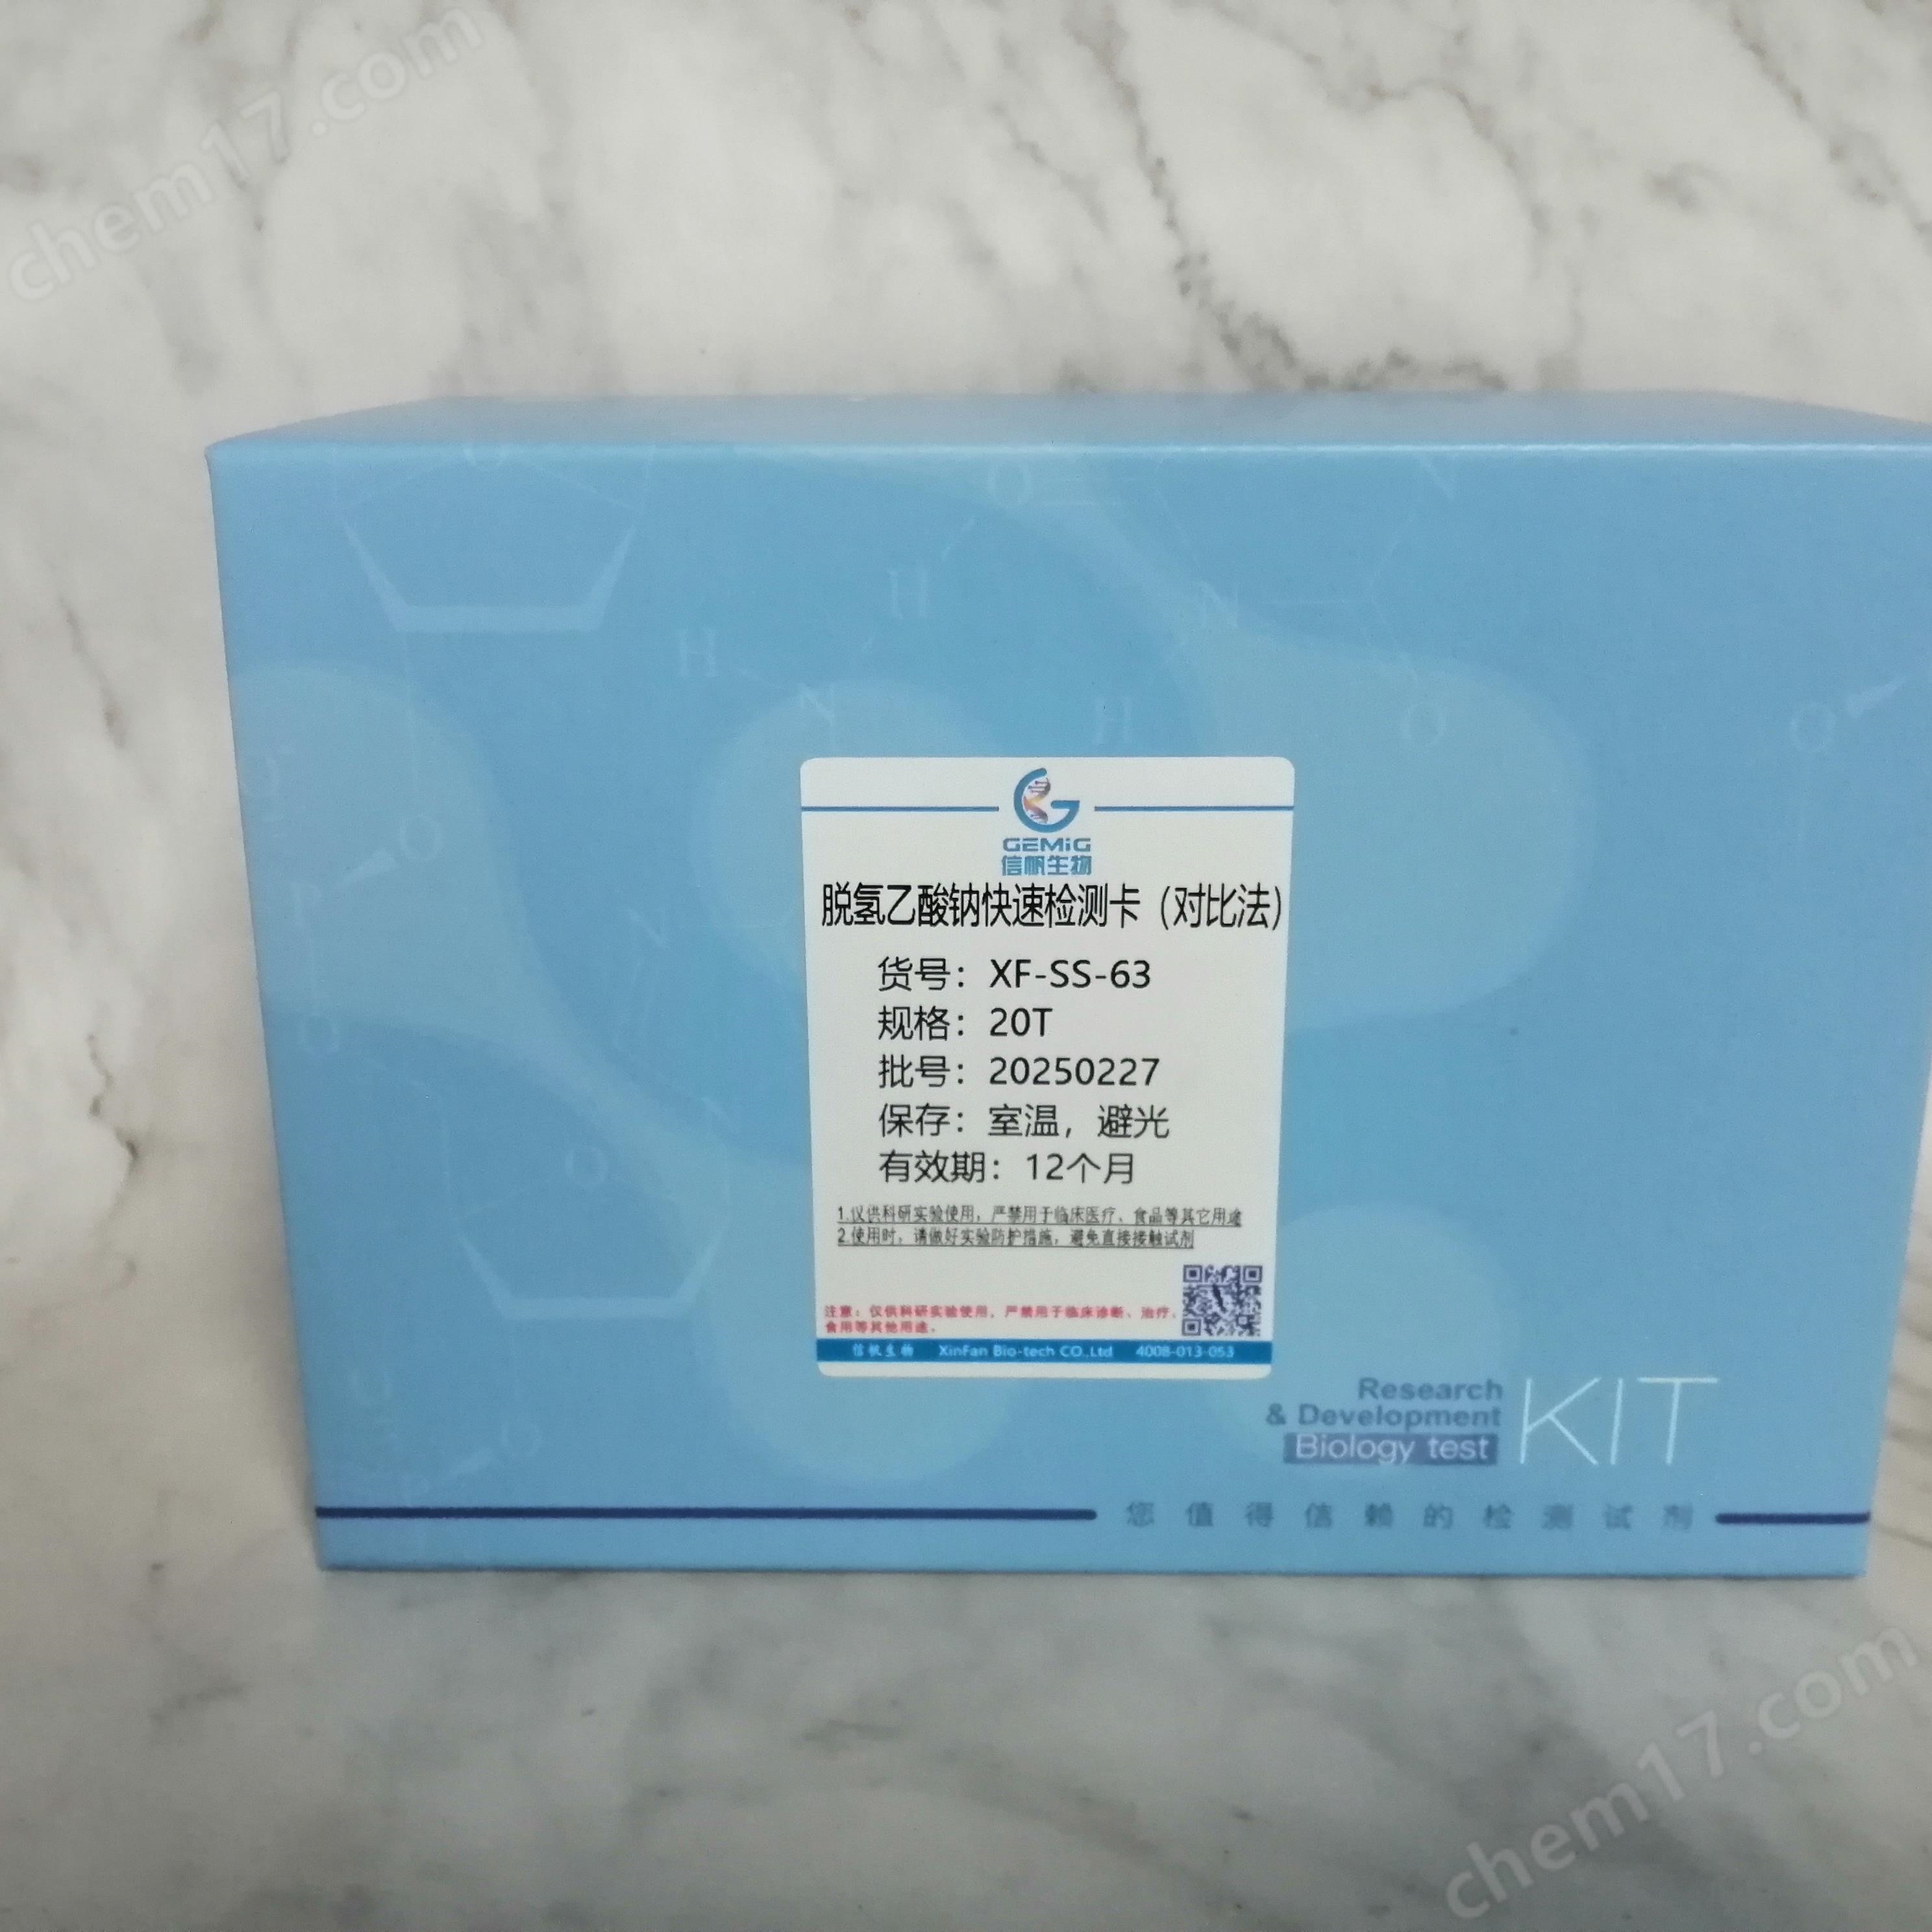 chem17.com
GEMiG
信帆生物
脱氢乙酸钠快速检测卡（对比法）
货号：XF-SS-63
规格：20T
批号：20250227
保存：室温，避光
有效期：12个月
1.仅供科研实验使用，严禁用于临床医疗、食品等其它用途
2.使用时，请做好实验防护措施，避免直接接触试剂
注意：仅供科研实验使用，严禁用于临床诊断、治疗、
食用等其他用途。
信帆生物 XinFan Bio-tech CO.,Ltd 4008-013-053
Research
& Development
Biology test
KIT
您值得信赖的检测试剂
chem17.com